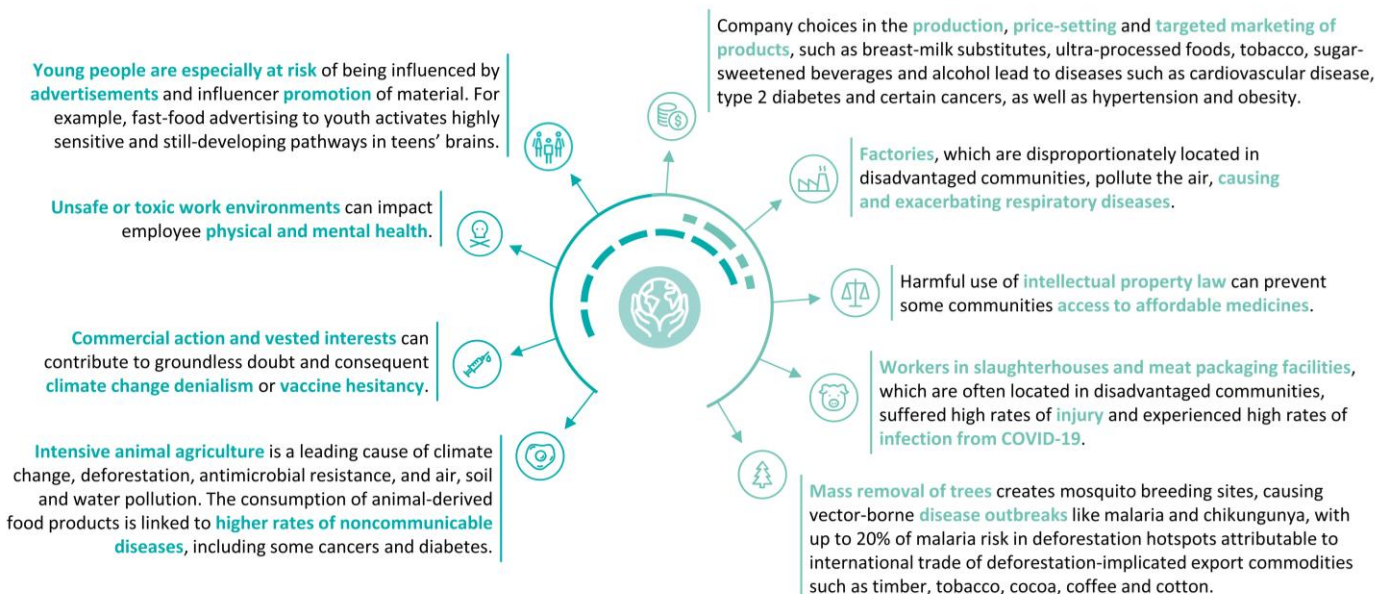 Young people are especially at risk of being influenced by
advertisements and influencer promotion of material. For
example, fast-food advertising to youth activates highly
sensitive and still-developing pathways in teens’ brains.
Unsafe or toxic work environments can impact
employee physical and mental health.
Commercial action and vested interests can
contribute to groundless doubt and consequent
climate change denialism or vaccine hesitancy.
Intensive animal agriculture is a leading cause of climate
change, deforestation, antimicrobial resistance, and air, soil
and water pollution. The consumption of animal-derived
food products is linked to higher rates of noncommunicable
diseases, including some cancers and diabetes.
Company choices in the production, price-setting and targeted marketing of
products, such as breast-milk substitutes, ultra-processed foods, tobacco, sugar-
sweetened beverages and alcohol lead to diseases such as cardiovascular disease,
type 2 diabetes and certain cancers, as well as hypertension and obesity.
Factories, which are disproportionately located in
disadvantaged communities, pollute the air, causing
and exacerbating respiratory diseases.
Harmful use of intellectual property law can prevent
some communities access to affordable medicines.
Workers in slaughterhouses and meat packaging facilities,
which are often located in disadvantaged communities,
suffered high rates of injury and experienced high rates of
infection from COVID-19.
Mass removal of trees creates mosquito breeding sites, causing
vector-borne disease outbreaks like malaria and chikungunya, with
up to 20% of malaria risk in deforestation hotspots attributable to
international trade of deforestation-implicated export commodities
such as timber, tobacco, cocoa, coffee and cotton.